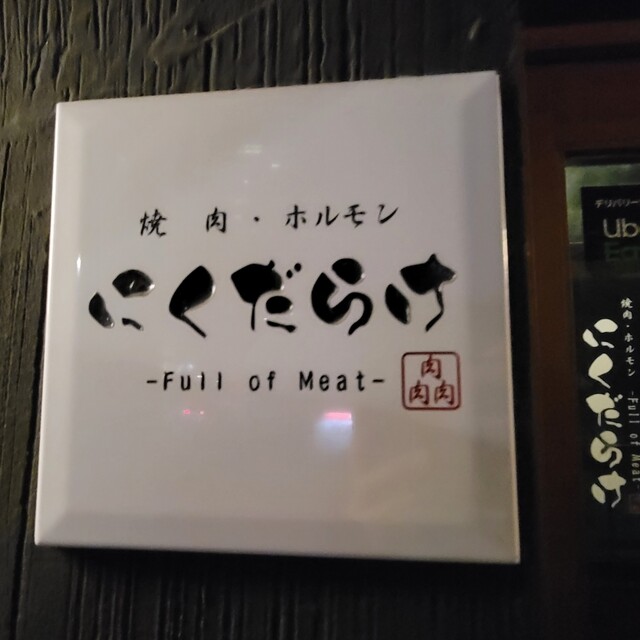 焼肉・ホルモン
にくだらけ
-Full of Meat-
肉
肉肉
デリバリー
Ub
焼肉・ホルモン
にくだらけ
Full of Meat